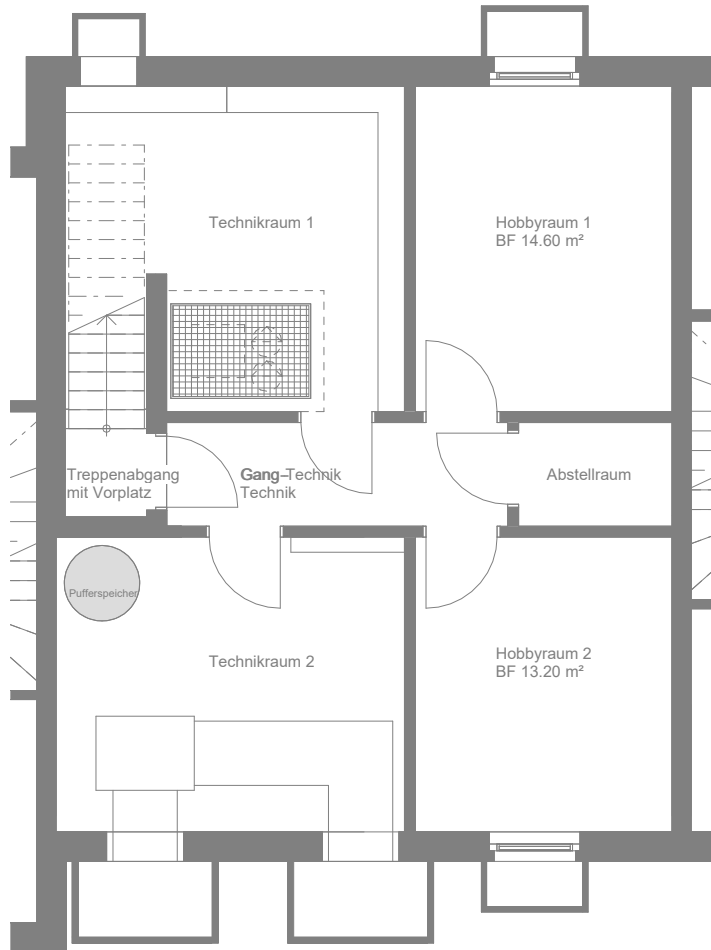 Technikraum 1
Hobbyraum 1
BF 14.60 m²
Treppenabgang
mit Vorplatz
Gang–Technik
Technik
Abstellraum
Pufferspeicher
Technikraum 2
Hobbyraum 2
BF 13.20 m²